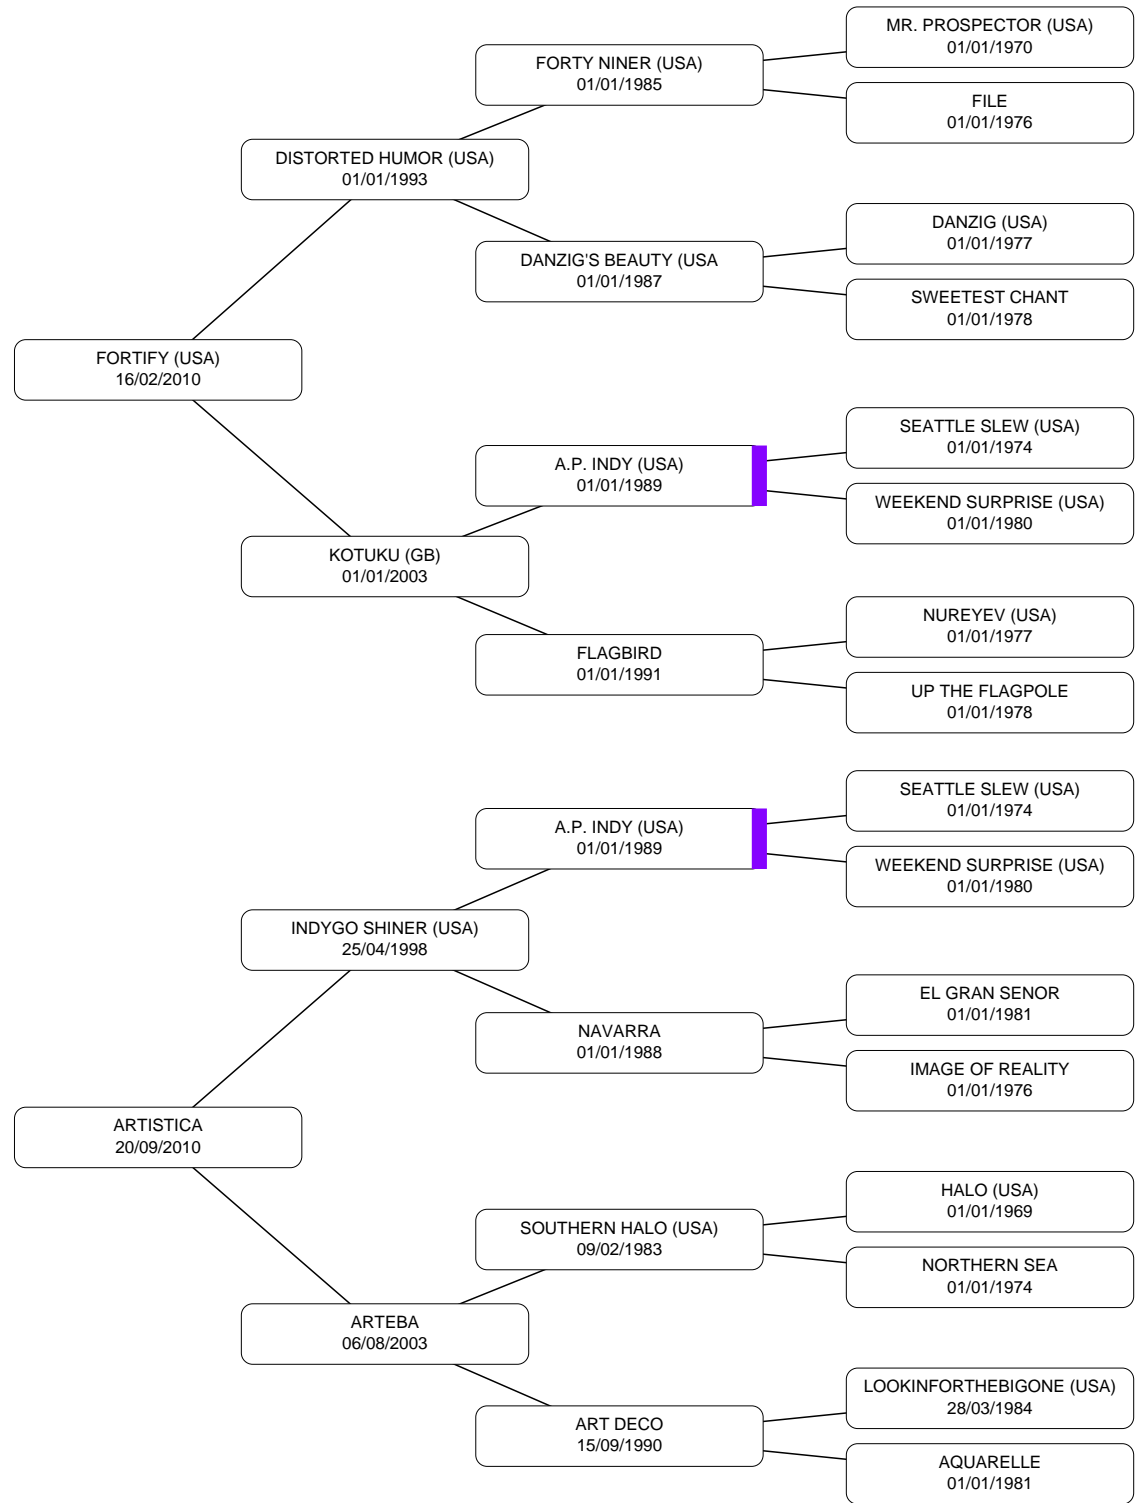 MR. PROSPECTOR (USA)
01/01/1970
FORTY NINER (USA)
01/01/1985
FILE
01/01/1976
DISTORTED HUMOR (USA)
01/01/1993
DANZIG (USA)
01/01/1977
DANZIG'S BEAUTY (USA
01/01/1987
SWEETEST CHANT
01/01/1978
FORTIFY (USA)
16/02/2010
SEATTLE SLEW (USA)
01/01/1974
A.P. INDY (USA)
01/01/1989
WEEKEND SURPRISE (USA)
01/01/1980
KOTUKU (GB)
01/01/2003
NUREYEV (USA)
01/01/1977
FLAGBIRD
01/01/1991
UP THE FLAGPOLE
01/01/1978
SEATTLE SLEW (USA)
01/01/1974
A.P. INDY (USA)
01/01/1989
WEEKEND SURPRISE (USA)
01/01/1980
INDYGO SHINER (USA)
25/04/1998
EL GRAN SENOR
01/01/1981
NAVARRA
01/01/1988
IMAGE OF REALITY
01/01/1976
ARTISTICA
20/09/2010
HALO (USA)
01/01/1969
SOUTHERN HALO (USA)
09/02/1983
NORTHERN SEA
01/01/1974
ARTEBA
06/08/2003
LOOKINFORTHEBIGONE (USA)
28/03/1984
ART DECO
15/09/1990
AQUARELLE
01/01/1981